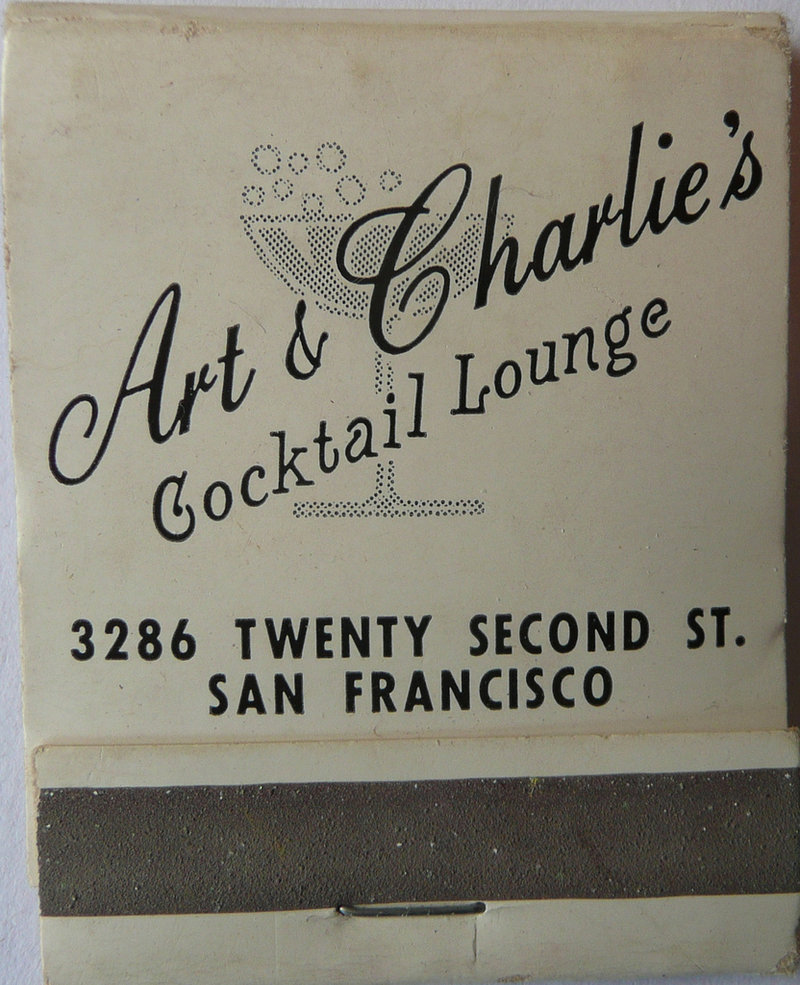 Art & Charlie's
Cocktail Lounge
3286 TWENTY SECOND ST.
SAN FRANCISCO